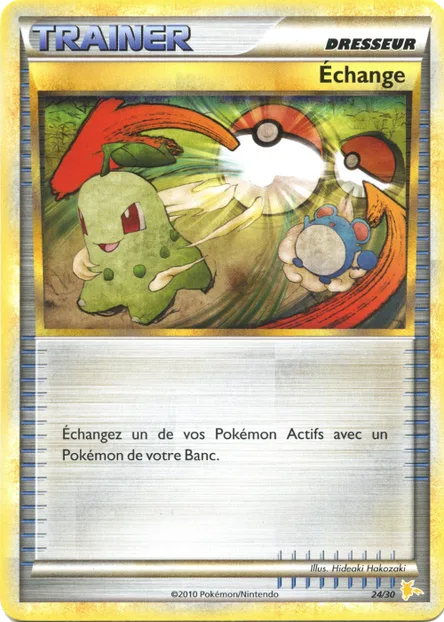 TRAINER
DRESSEUR
Échange
Échangez un de vos Pokémon Actifs avec un
Pokémon de votre Banc.
Illus. Hideaki Hakozaki
©2010 Pokémon/Nintendo
24/30